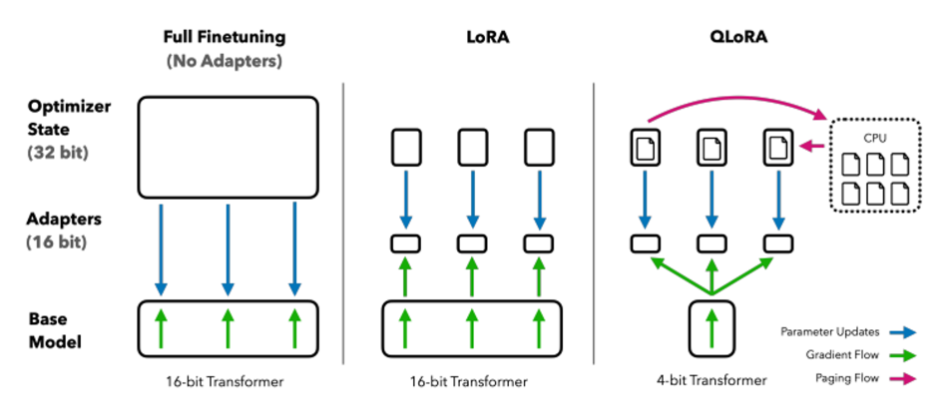 Full Finetuning
(No Adapters)
LoRA
QLoRA
Optimizer
State
(32 bit)
CPU
Adapters
(16 bit)
Base
Model
Parameter Updates
Gradient Flow
Paging Flow
16-bit Transformer
16-bit Transformer
4-bit Transformer